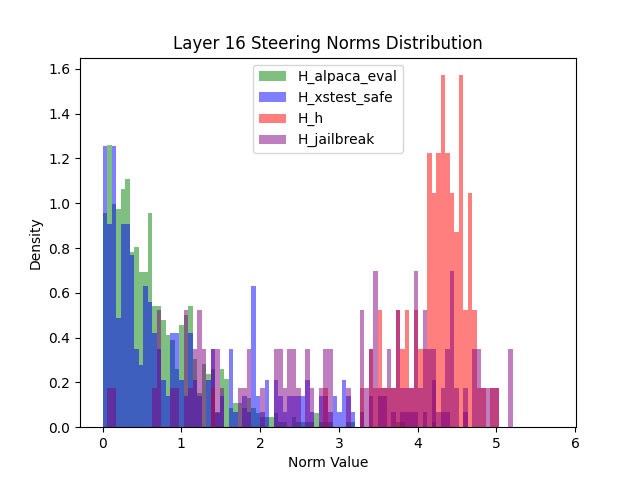 Layer 16 Steering Norms Distribution
H_alpaca_eval
H_xstest_safe
H_h
H_jailbreak
1.6
1.4
1.2
1.0
0.8
0.6
0.4
0.2
0.0
Density
0 1 2 3 4 5 6
Norm Value